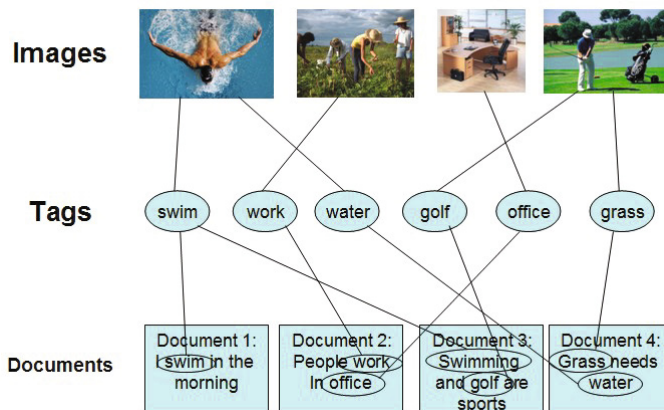 Images
Tags
swim
work
water
golf
office
grass
Documents
Document 1:
I swim in the
morning
Document 2:
People work
In office
Document 3:
Swimming
and golf are
sports
Document 4:
Grass needs
water